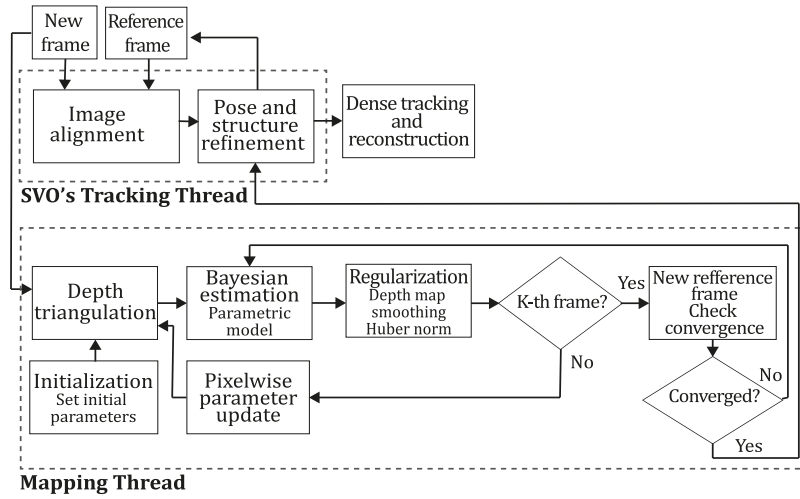 New
frame
Reference
frame
Image
alignment
Pose and
structure
refinement
Dense tracking
and
reconstruction
SVO's Tracking Thread
Depth
triangulation
Bayesian
estimation
Parametric
model
Regularization
Depth map
smoothing
Huber norm
K-th frame?
Yes
No
New refference
frame
Check
convergence
Converged?
No
Yes
Initialization
Set initial
parameters
Pixelwise
parameter
update
Mapping Thread